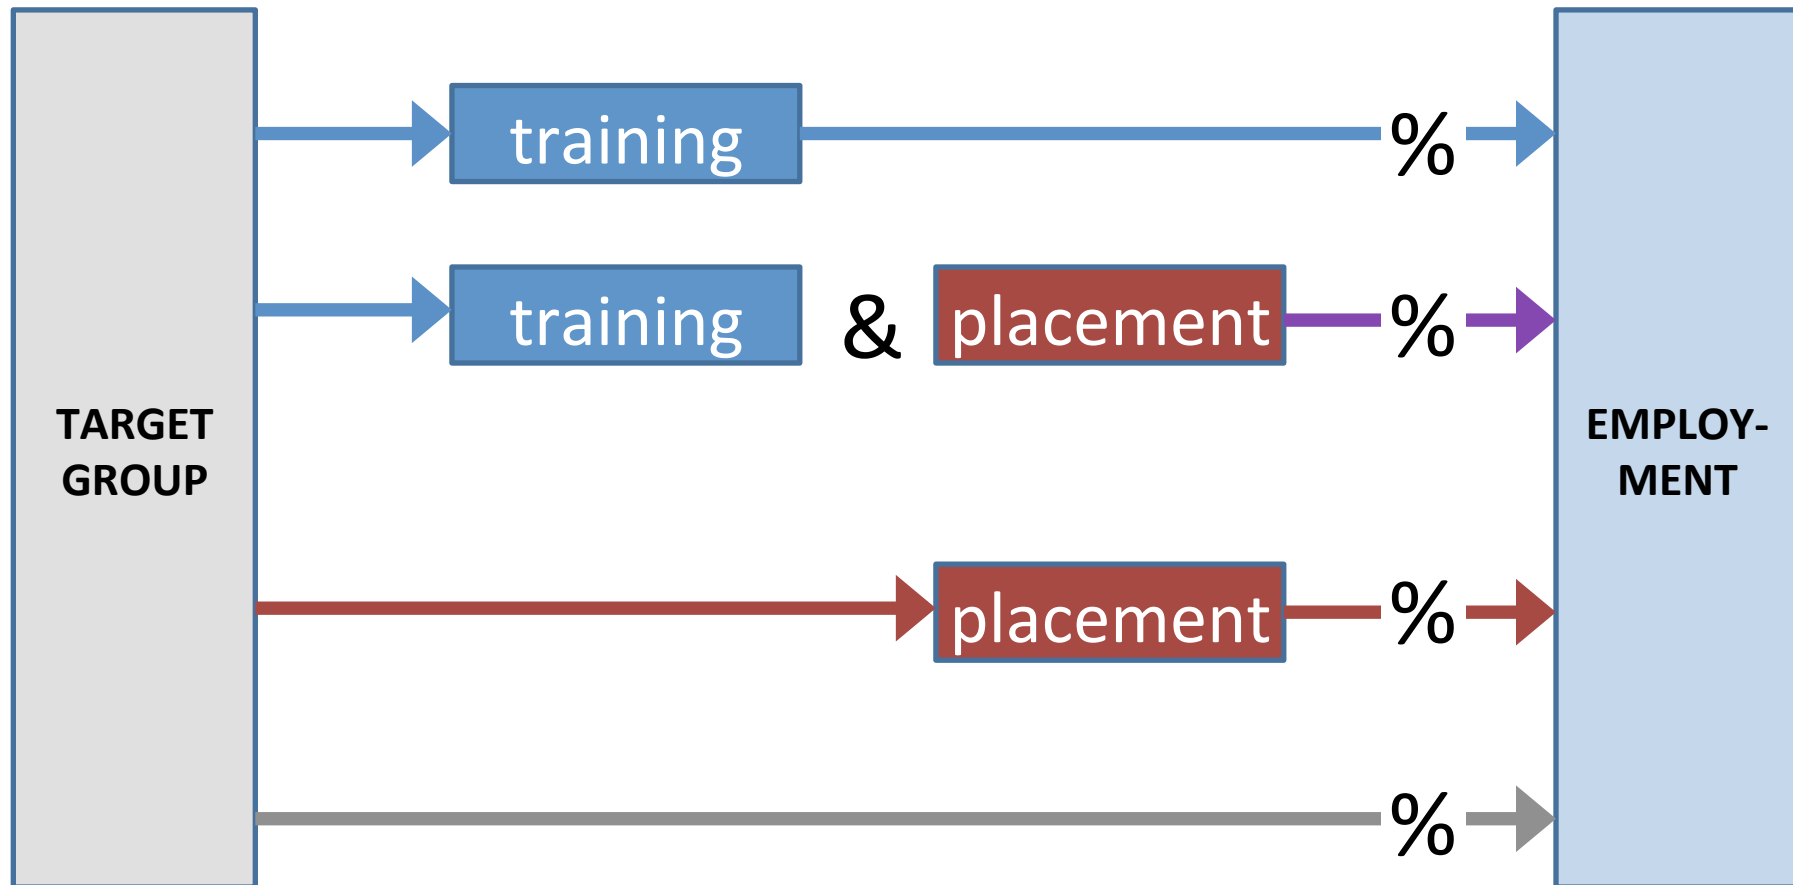 training %
training & placement %
TARGET
GROUP
EMPLOY-
MENT
placement %
%